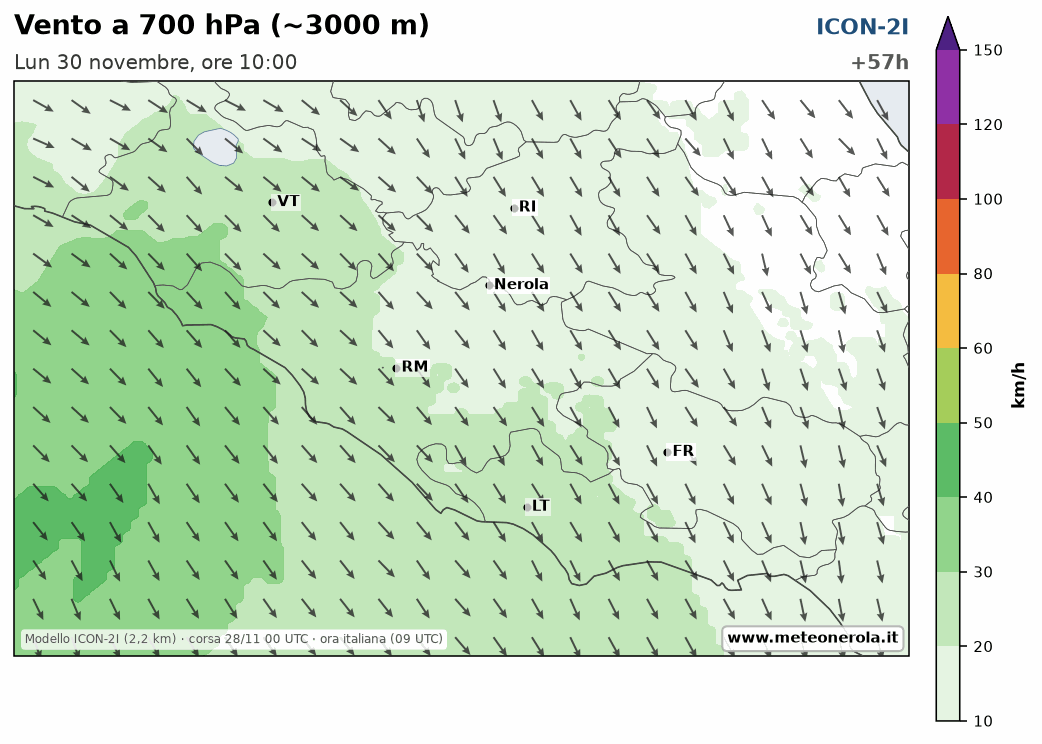 Vento a 700 hPa (~3000 m)
ICON-2I
Lun 30 novembre, ore 10:00
+57h
150
120
100
80
60
50
40
30
20
10
km/h
VT
RI
Nerola
RM
FR
LT
Modello ICON-2I (2,2 km) · corsa 28/11 00 UTC · ora italiana (09 UTC)
www.meteonerola.it